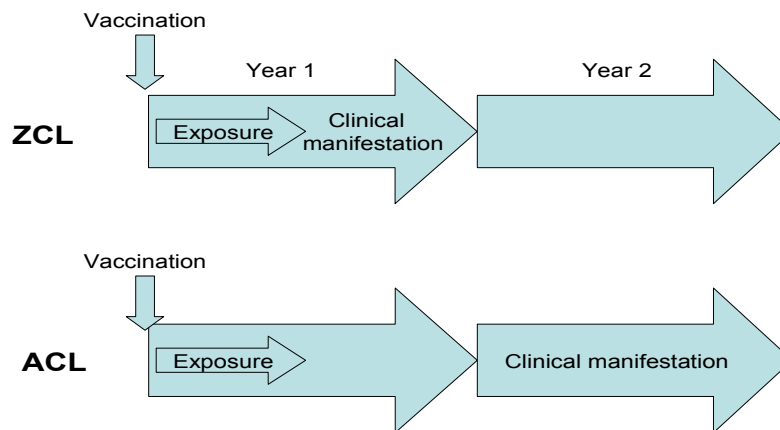 Vaccination
Year 1
Year 2
ZCL
Exposure
Clinical
manifestation
Vaccination
ACL
Exposure
Clinical manifestation